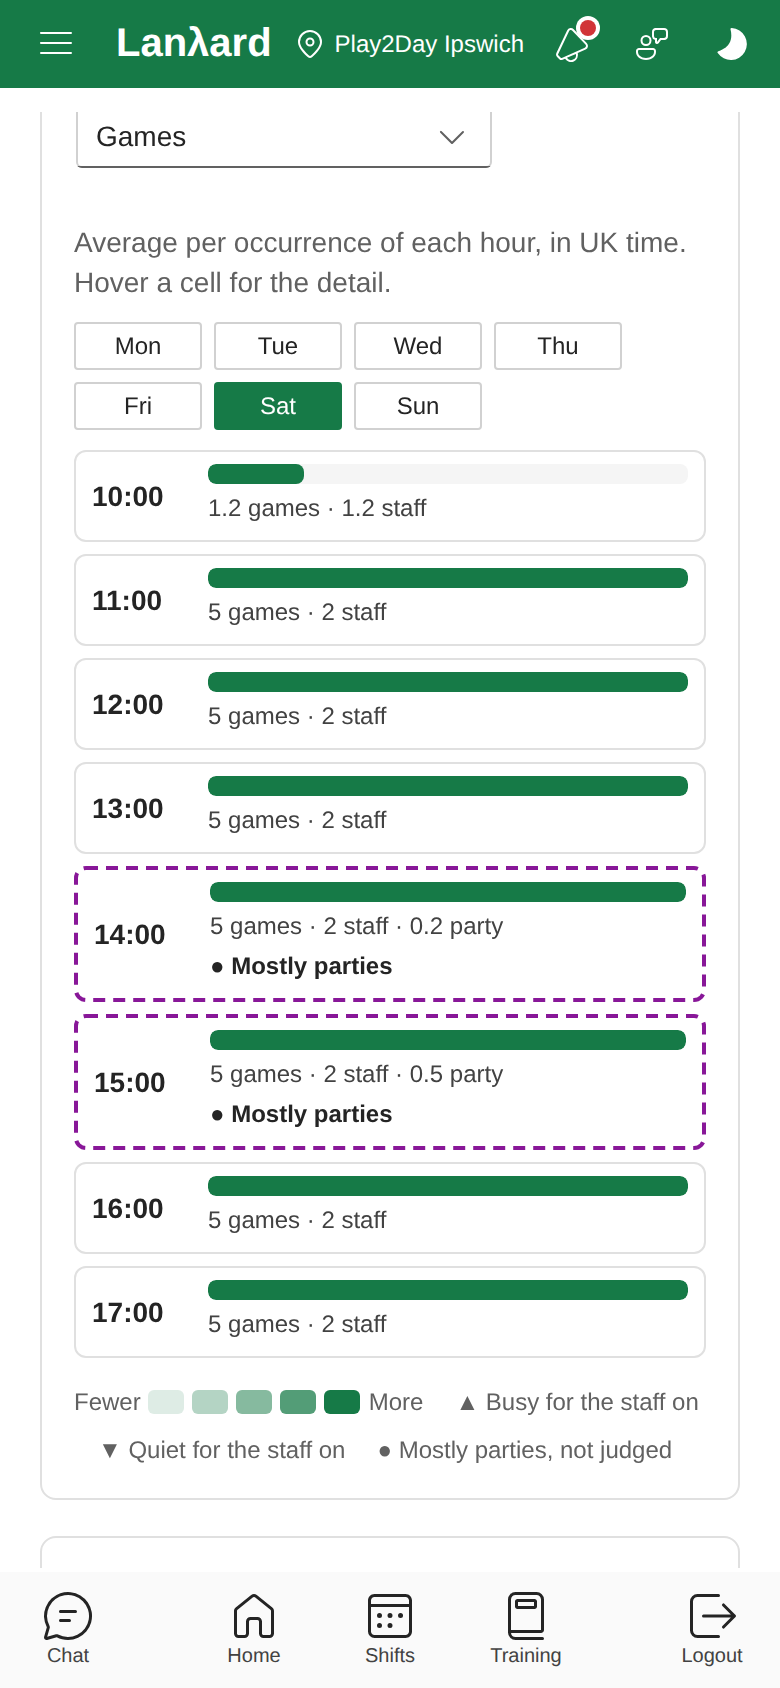 Lanλard
Play2Day Ipswich
Games
Average per occurrence of each hour, in UK time.
Hover a cell for the detail.
Mon Tue Wed Thu
Fri Sat Sun
10:00
1.2 games · 1.2 staff
11:00
5 games · 2 staff
12:00
5 games · 2 staff
13:00
5 games · 2 staff
14:00
5 games · 2 staff · 0.2 party
● Mostly parties
15:00
5 games · 2 staff · 0.5 party
● Mostly parties
16:00
5 games · 2 staff
17:00
5 games · 2 staff
Fewer More ▲ Busy for the staff on
▼ Quiet for the staff on ● Mostly parties, not judged
Chat Home Shifts Training Logout